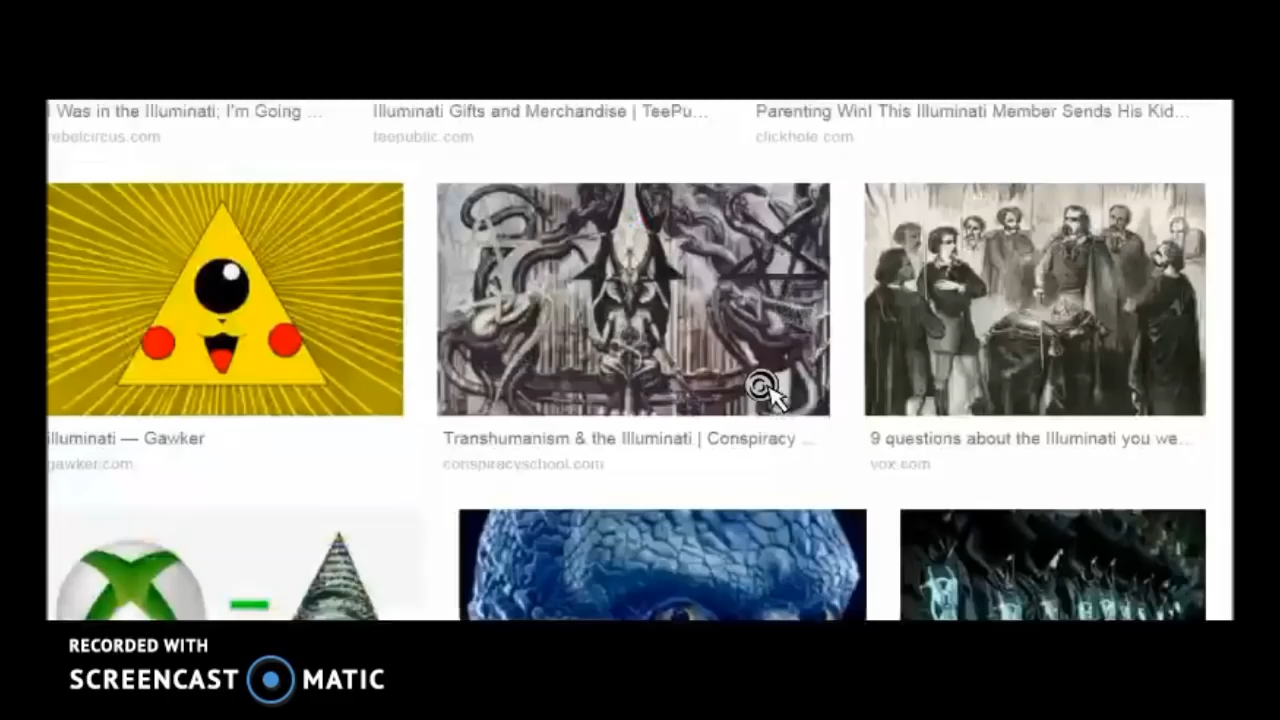 I Was in the Illuminati; I'm Going ...
rebelcircus.com
Illuminati Gifts and Merchandise | TeePu...
teepublic.com
Parenting Win! This Illuminati Member Sends His Kid...
clickhole.com
illuminati — Gawker
gawker.com
Transhumanism & the Illuminati | Conspiracy ...
conspiracyschool.com
9 questions about the Illuminati you we...
vox.com
RECORDED WITH
SCREENCAST MATIC